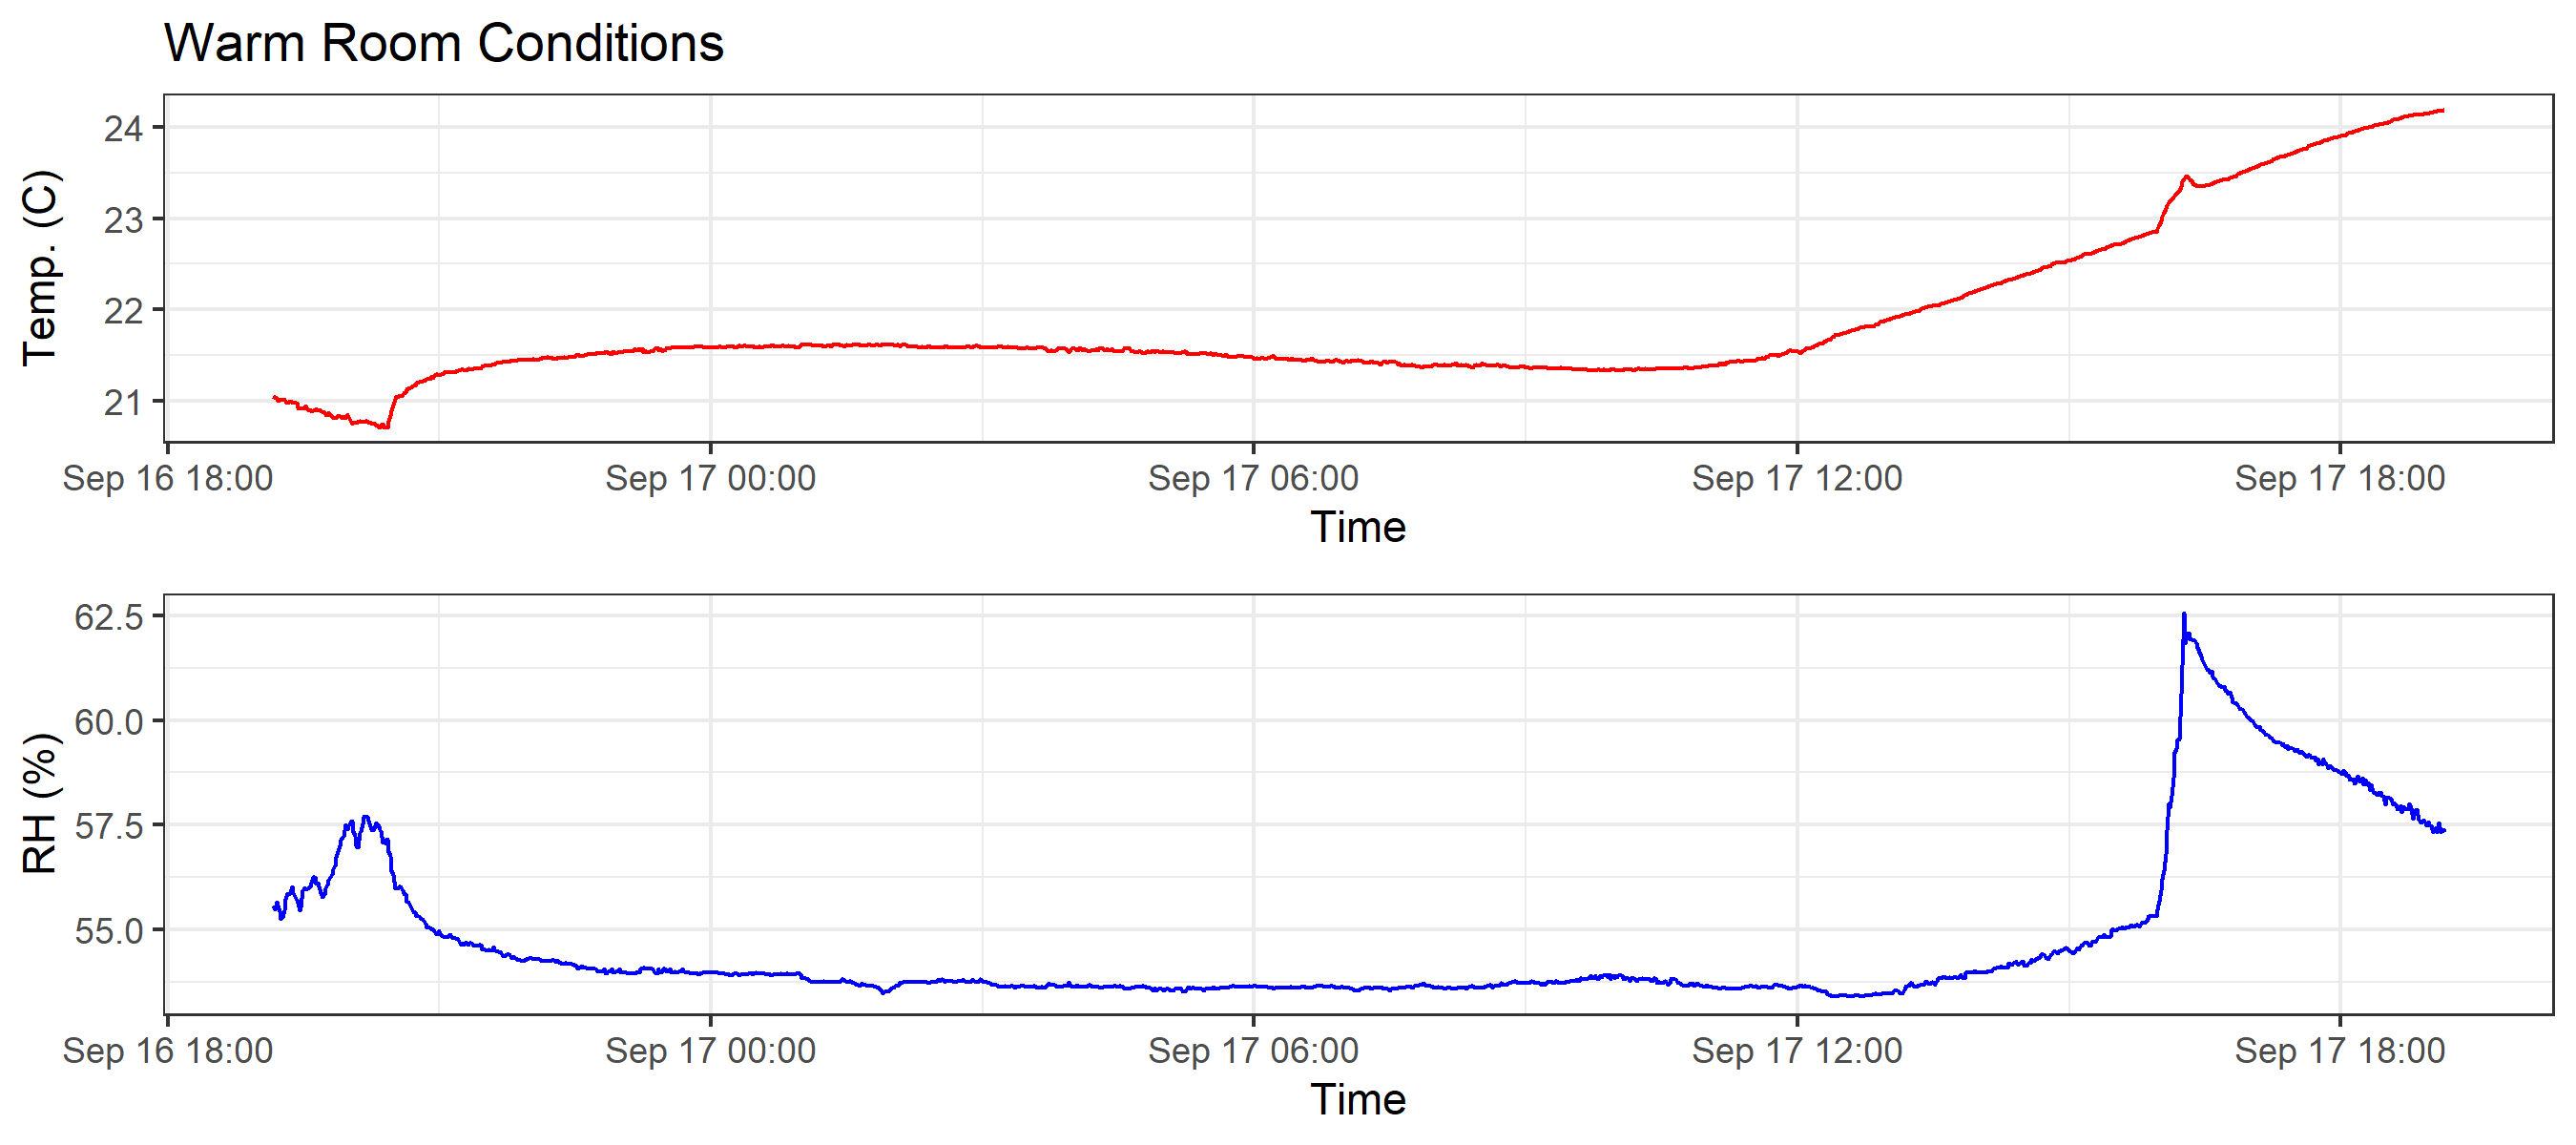 Warm Room Conditions
24
23
22
21
Temp. (C)
Sep 16 18:00 Sep 17 00:00 Sep 17 06:00 Sep 17 12:00 Sep 17 18:00
Time
62.5
60.0
57.5
55.0
RH (%)
Sep 16 18:00 Sep 17 00:00 Sep 17 06:00 Sep 17 12:00 Sep 17 18:00
Time